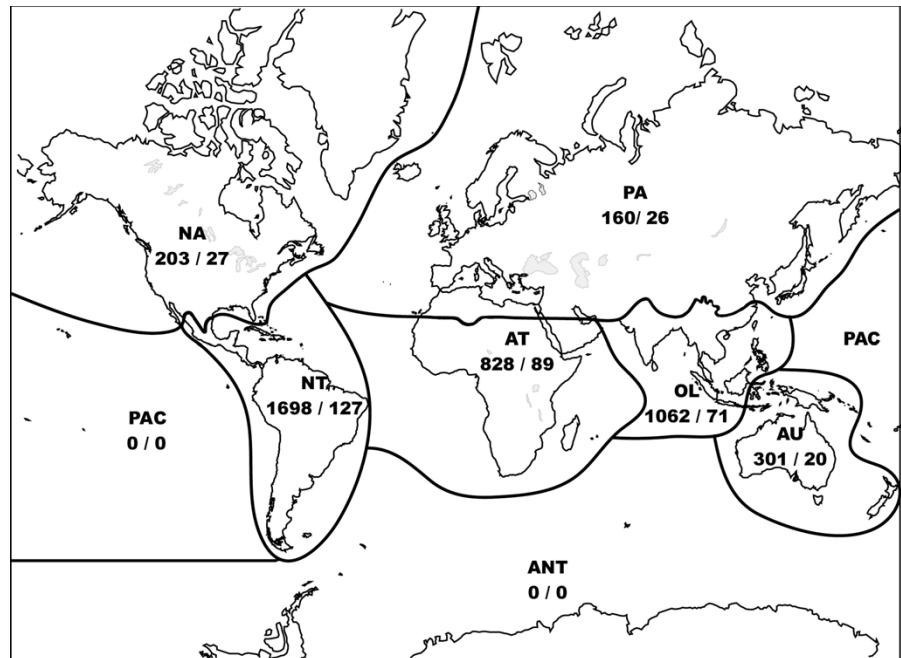 PA
160/ 26
NA
203 / 27
AT
828 / 89
PAC
NT
1698 / 127
OL
1062 / 71
PAC
0 / 0
AU
301 / 20
ANT
0 / 0